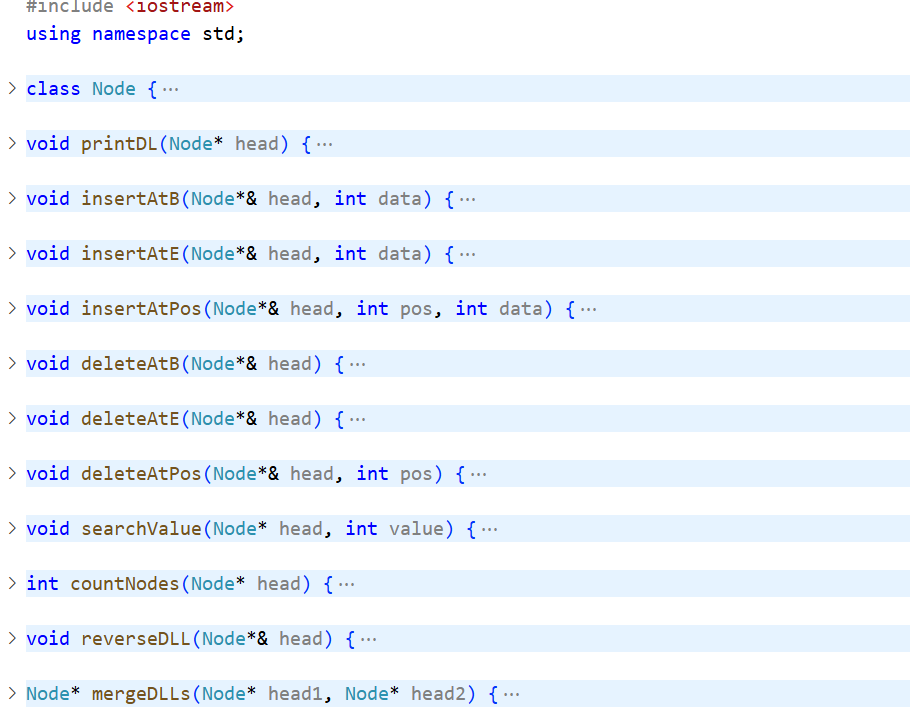 #include <iostream>
using namespace std;
class Node {···
void printDL(Node* head) {···
void insertAtB(Node*& head, int data) {···
void insertAtE(Node*& head, int data) {···
void insertAtPos(Node*& head, int pos, int data) {···
void deleteAtB(Node*& head) {···
void deleteAtE(Node*& head) {···
void deleteAtPos(Node*& head, int pos) {···
void searchValue(Node* head, int value) {···
int countNodes(Node* head) {···
void reverseDLL(Node*& head) {···
Node* mergeDLLs(Node* head1, Node* head2) {···